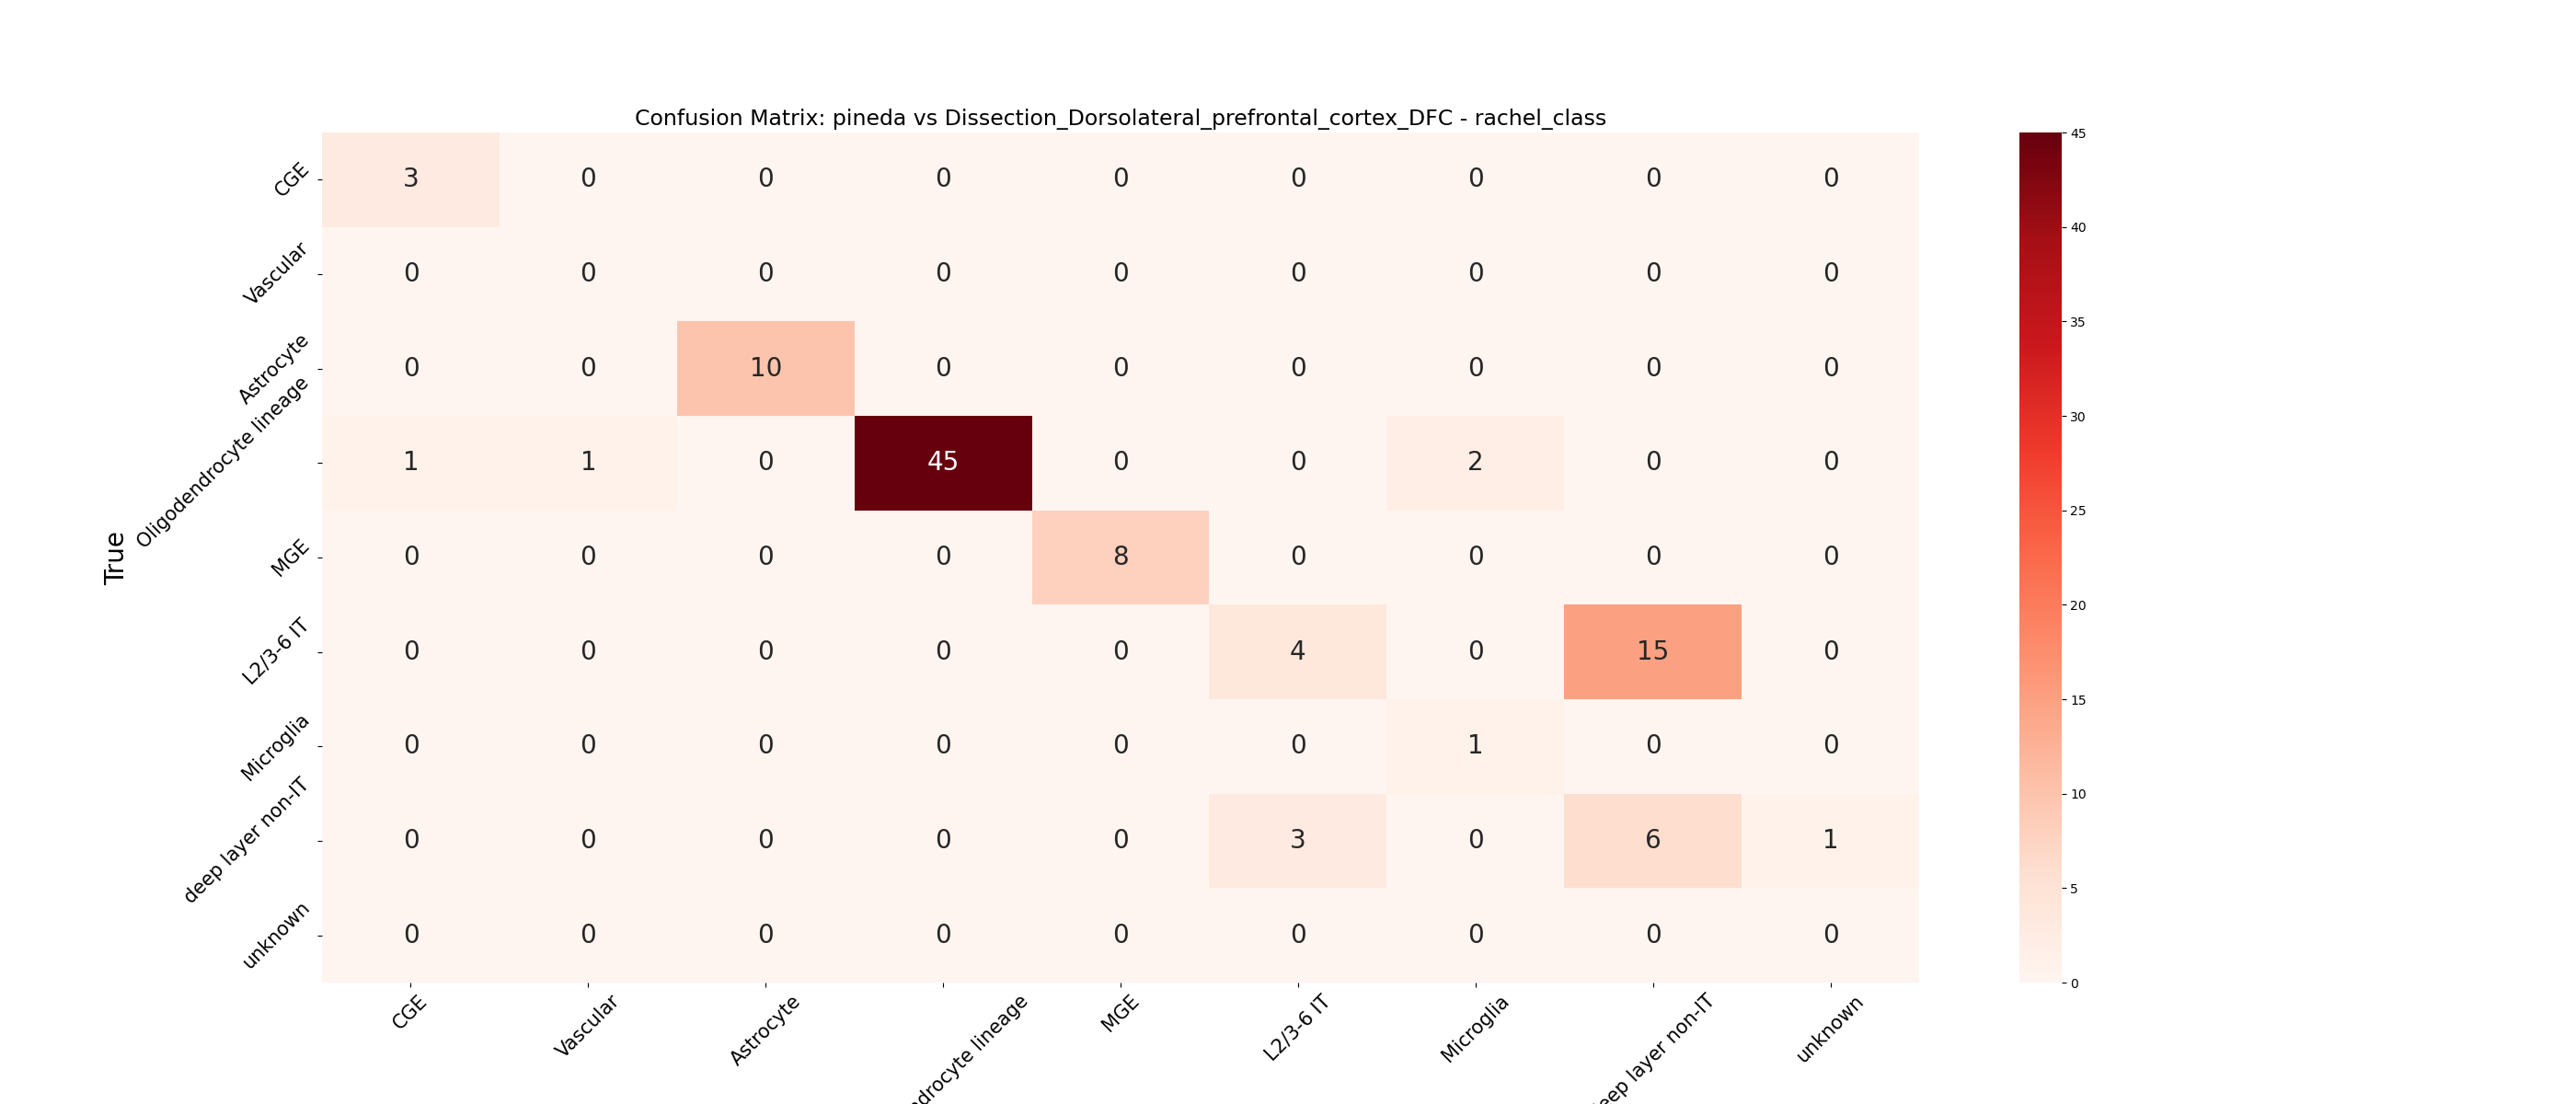 Confusion Matrix: pineda vs Dissection_Dorsolateral_prefrontal_cortex_DFC - rachel_class
True
CGE 3 0 0 0 0 0 0 0 0
Vascular 0 0 0 0 0 0 0 0 0
Astrocyte 0 0 10 0 0 0 0 0 0
Oligodendrocyte lineage 1 1 0 45 0 0 2 0 0
MGE 0 0 0 0 8 0 0 0 0
L2/3-6 IT 0 0 0 0 0 4 0 15 0
Microglia 0 0 0 0 0 0 1 0 0
deep layer non-IT 0 0 0 0 0 3 0 6 1
unknown 0 0 0 0 0 0 0 0 0
CGE Vascular Astrocyte lineage MGE L2/3-6 IT Microglia layer non-IT unknown
45
40
35
30
25
20
15
10
5
0